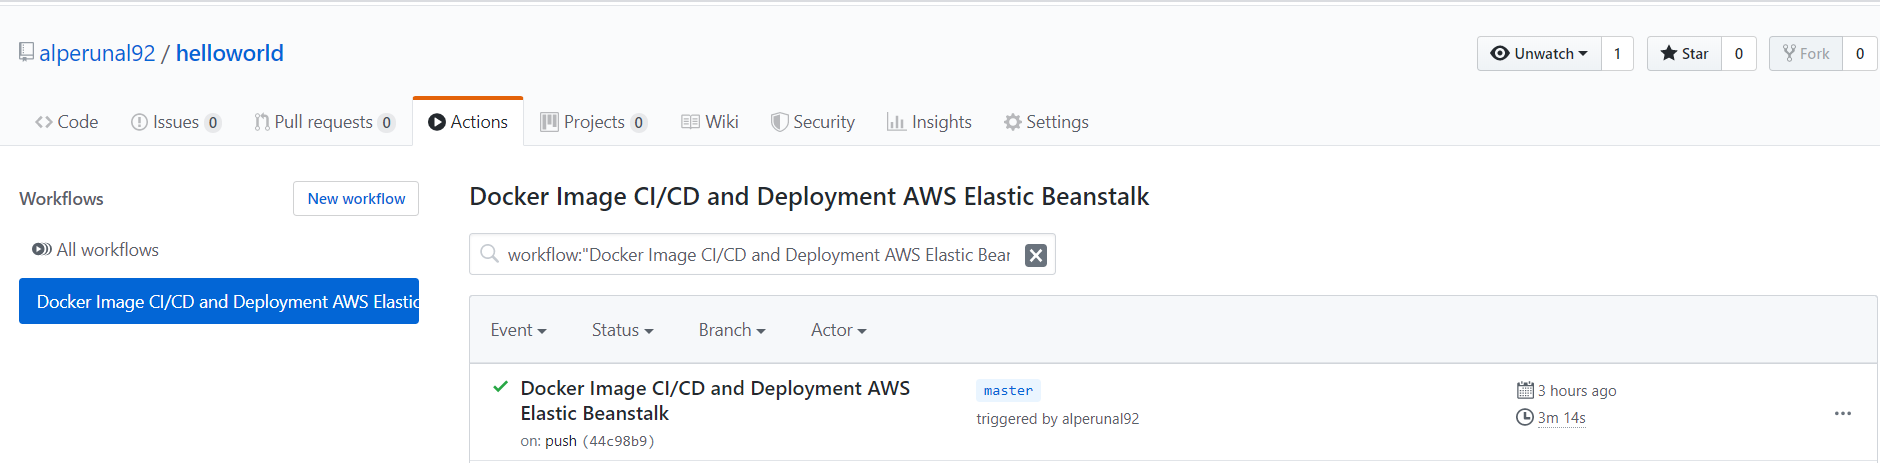 alperunal92 / helloworld
Unwatch 1 Star 0 Fork 0
Code Issues 0 Pull requests 0 Actions Projects 0 Wiki Security Insights Settings
Workflows
New workflow
All workflows
Docker Image CI/CD and Deployment AWS Elastic
Docker Image CI/CD and Deployment AWS Elastic Beanstalk
workflow:"Docker Image CI/CD and Deployment AWS Elastic Bear
Event Status Branch Actor
Docker Image CI/CD and Deployment AWS
Elastic Beanstalk
on: push (44c98b9)
master
triggered by alperunal92
3 hours ago
3m 14s